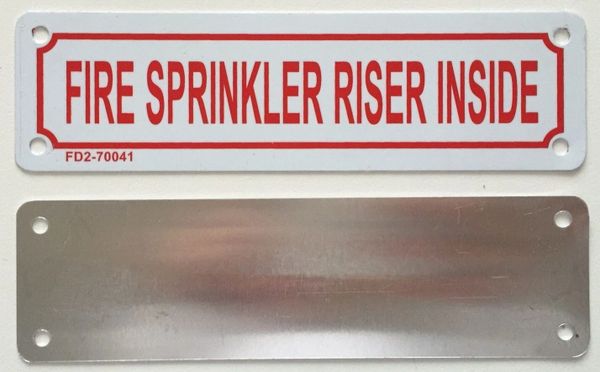 FIRE SPRINKLER RISER INSIDE
FD2-70041